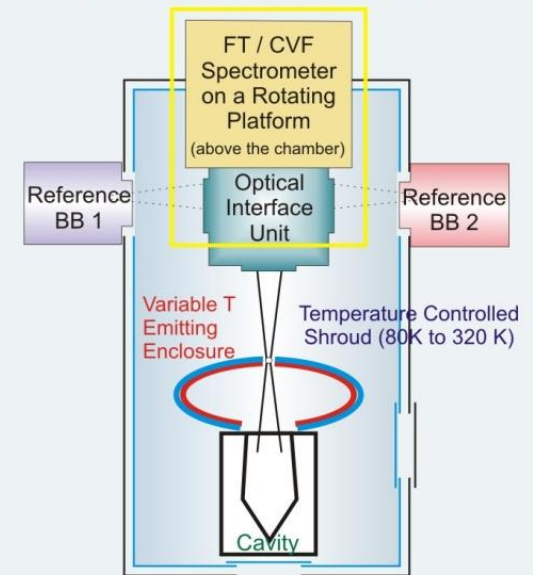 FT / CVF
Spectrometer
on a Rotating
Platform
(above the chamber)
Reference
BB 1
Optical
Interface
Unit
Reference
BB 2
Variable T
Emitting
Enclosure
Temperature Controlled
Shroud (80K to 320 K)
Cavity